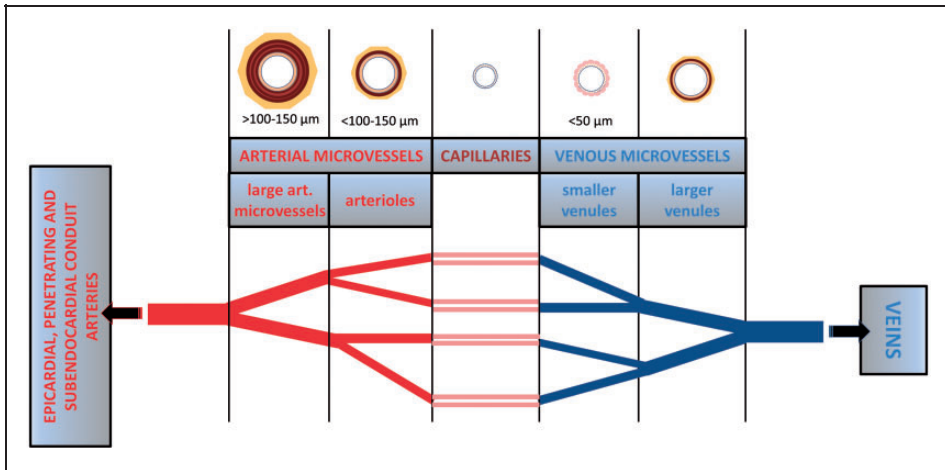 >100-150 µm
<100-150 µm
<50 µm
ARTERIAL MICROVESSELS
CAPILLARIES
VENOUS MICROVESSELS
large art.
microvessels
arterioles
smaller
venules
larger
venules
EPICARDIAL, PENETRATING AND
SUBENDOCARDIAL CONDUIT
ARTERIES
VEINS